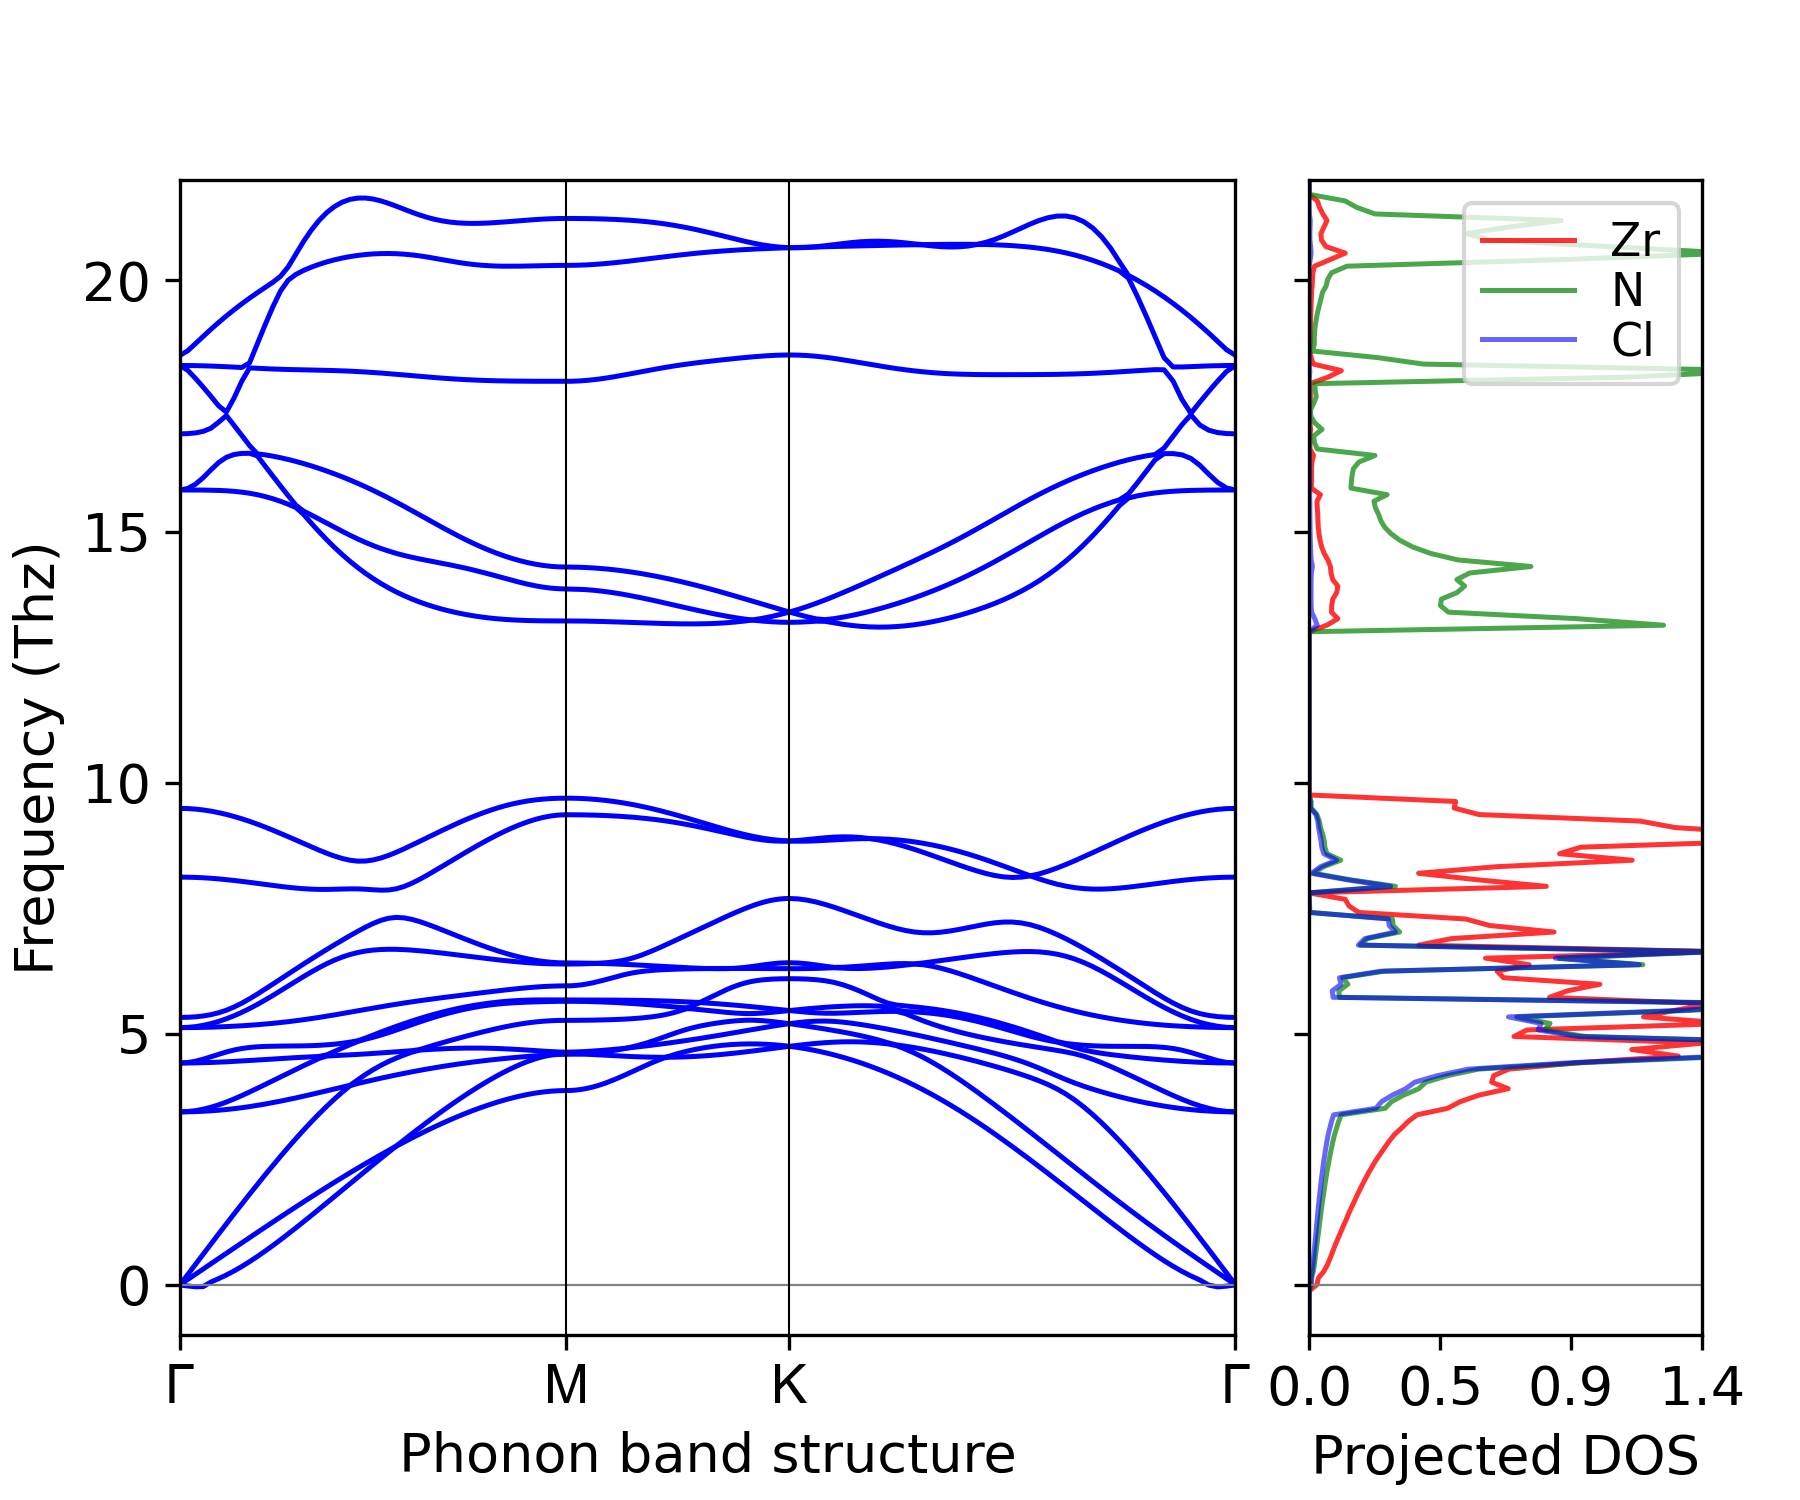 Frequency (Thz)
20
15
10
5
0
Γ M K Γ
Phonon band structure
Zr
N
Cl
0.0 0.5 0.9 1.4
Projected DOS